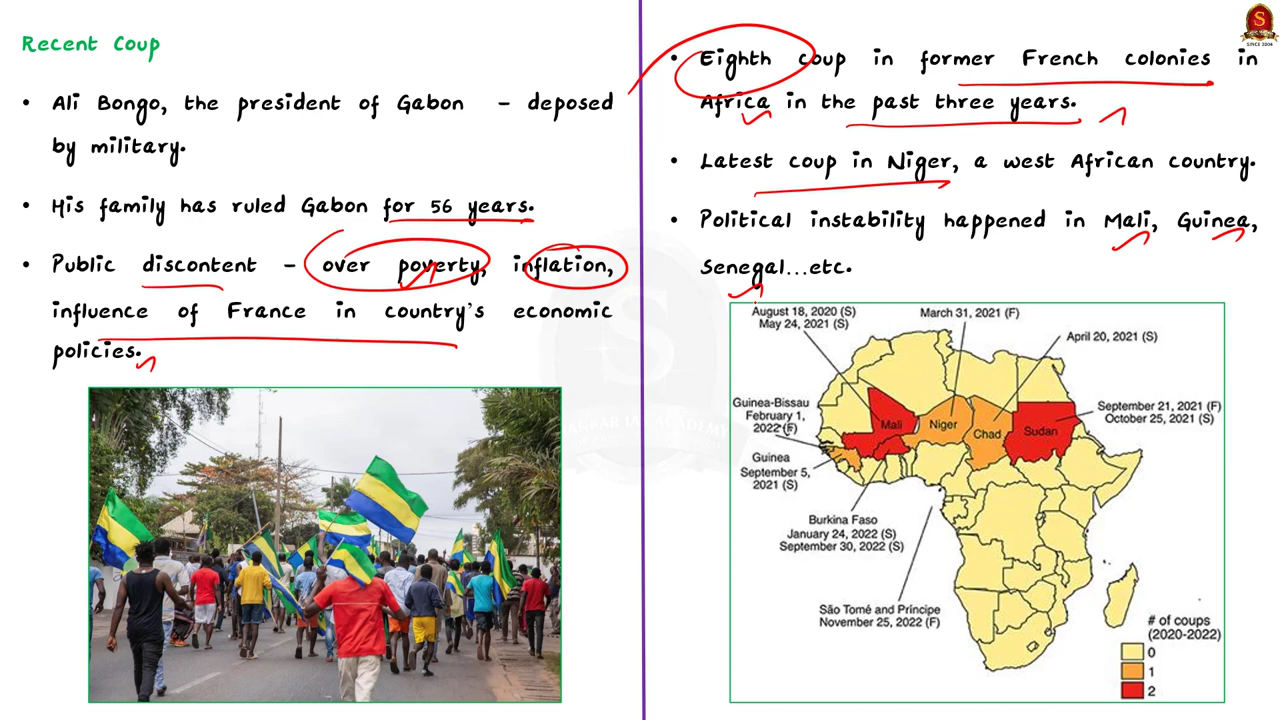 Recent Coup
• Ali Bongo, the president of Gabon – deposed
by military.
• His family has ruled Gabon for 56 years.
• Public discontent – over poverty, inflation,
influence of France in country's economic
policies.
• Eighth coup in former French colonies in
Africa in the past three years.
• Latest coup in Niger, a west African country.
• Political instability happened in Mali, Guinea,
Senegal...etc.
August 18, 2020 (S)
May 24, 2021 (S)
March 31, 2021 (F)
April 20, 2021 (S)
Guinea-Bissau
February 1,
2022 (F)
Mali
Niger
Chad
Sudan
September 21, 2021 (F)
October 25, 2021 (S)
Guinea
September 5,
2021 (S)
Burkina Faso
January 24, 2022 (S)
September 30, 2022 (S)
São Tomé and Príncipe
November 25, 2022 (F)
# of coups
(2020-2022)
0
1
2
S
SINCE 2004